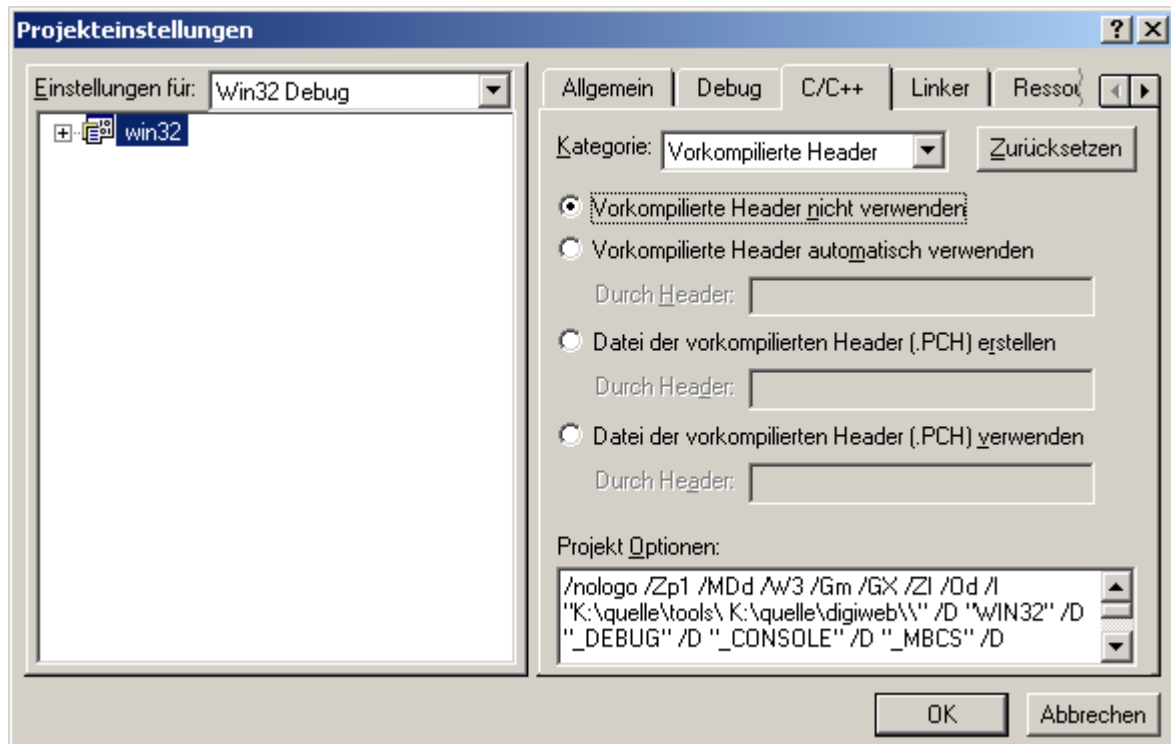 Projekteinstellungen
Einstellungen für: Win32 Debug
win32
Allgemein Debug C/C++ Linker
Kategorie: Vorkompilierte Header Zurücksetzen
Vorkompilierte Header nicht verwenden
Vorkompilierte Header automatisch verwenden
Durch Header:
Datei der vorkompilierten Header (.PCH) erstellen
Durch Header:
Datei der vorkompilierten Header (.PCH) verwenden
Durch Header:
Projekt Optionen:
/nologo /Zp1 /MDd /W3 /Gm /GX /ZI /Od /I
"K:\quelle\tools\ K:\quelle\digiweb\\" /D "WIN32" /D
"_DEBUG" /D "_CONSOLE" /D "_MBCS" /D
OK Abbrechen